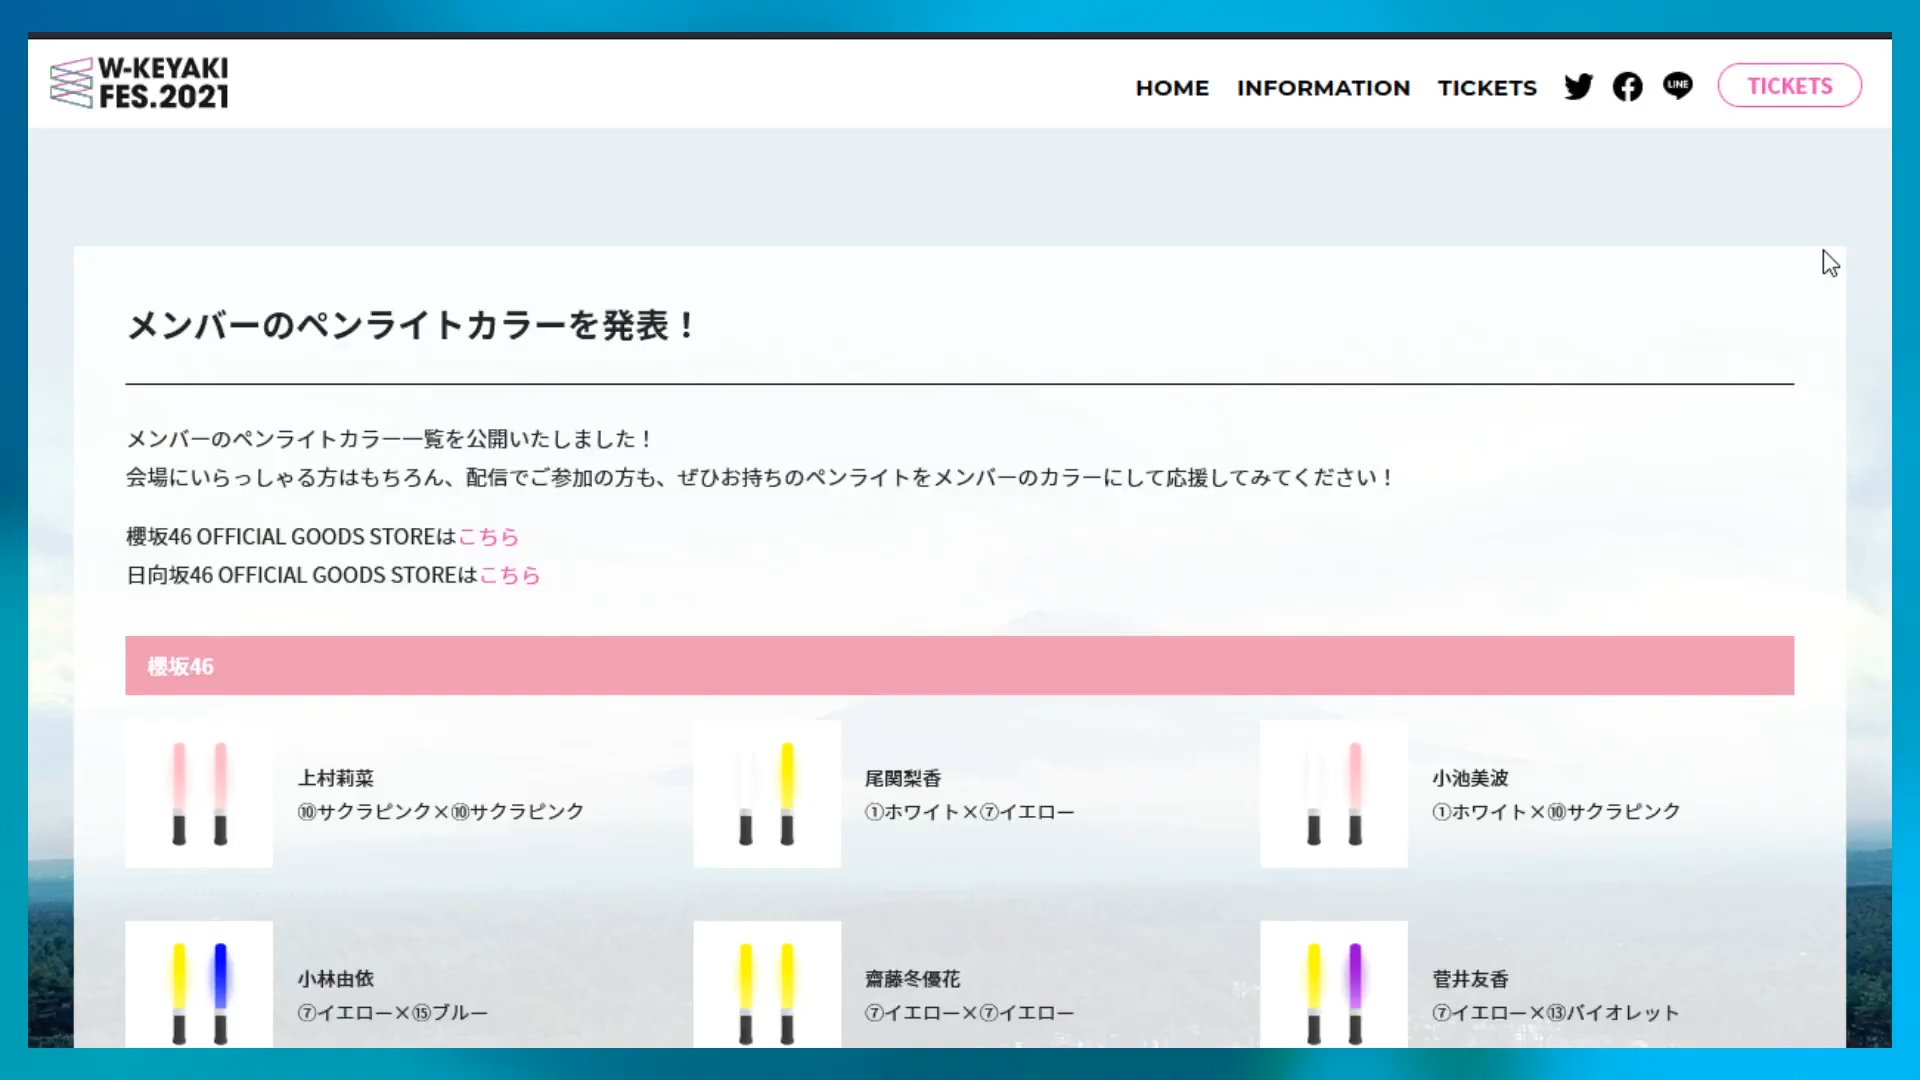 W-KEYAKI
FES.2021
HOME INFORMATION TICKETS LINE TICKETS
メンバーのペンライトカラーを発表！
メンバーのペンライトカラー一覧を公開いたしました！
会場にいらっしゃる方はもちろん、配信でご参加の方も、ぜひお持ちのペンライトをメンバーのカラーにして応援してみてください！
櫻坂46 OFFICIAL GOODS STOREはこちら
日向坂46 OFFICIAL GOODS STOREはこちら
櫻坂46
上村莉菜
⑩サクラピンク×⑩サクラピンク
尾関梨香
①ホワイト×⑦イエロー
小池美波
①ホワイト×⑩サクラピンク
小林由依
⑦イエロー×⑮ブルー
齋藤冬優花
⑦イエロー×⑦イエロー
菅井友香
⑦イエロー×⑬バイオレット